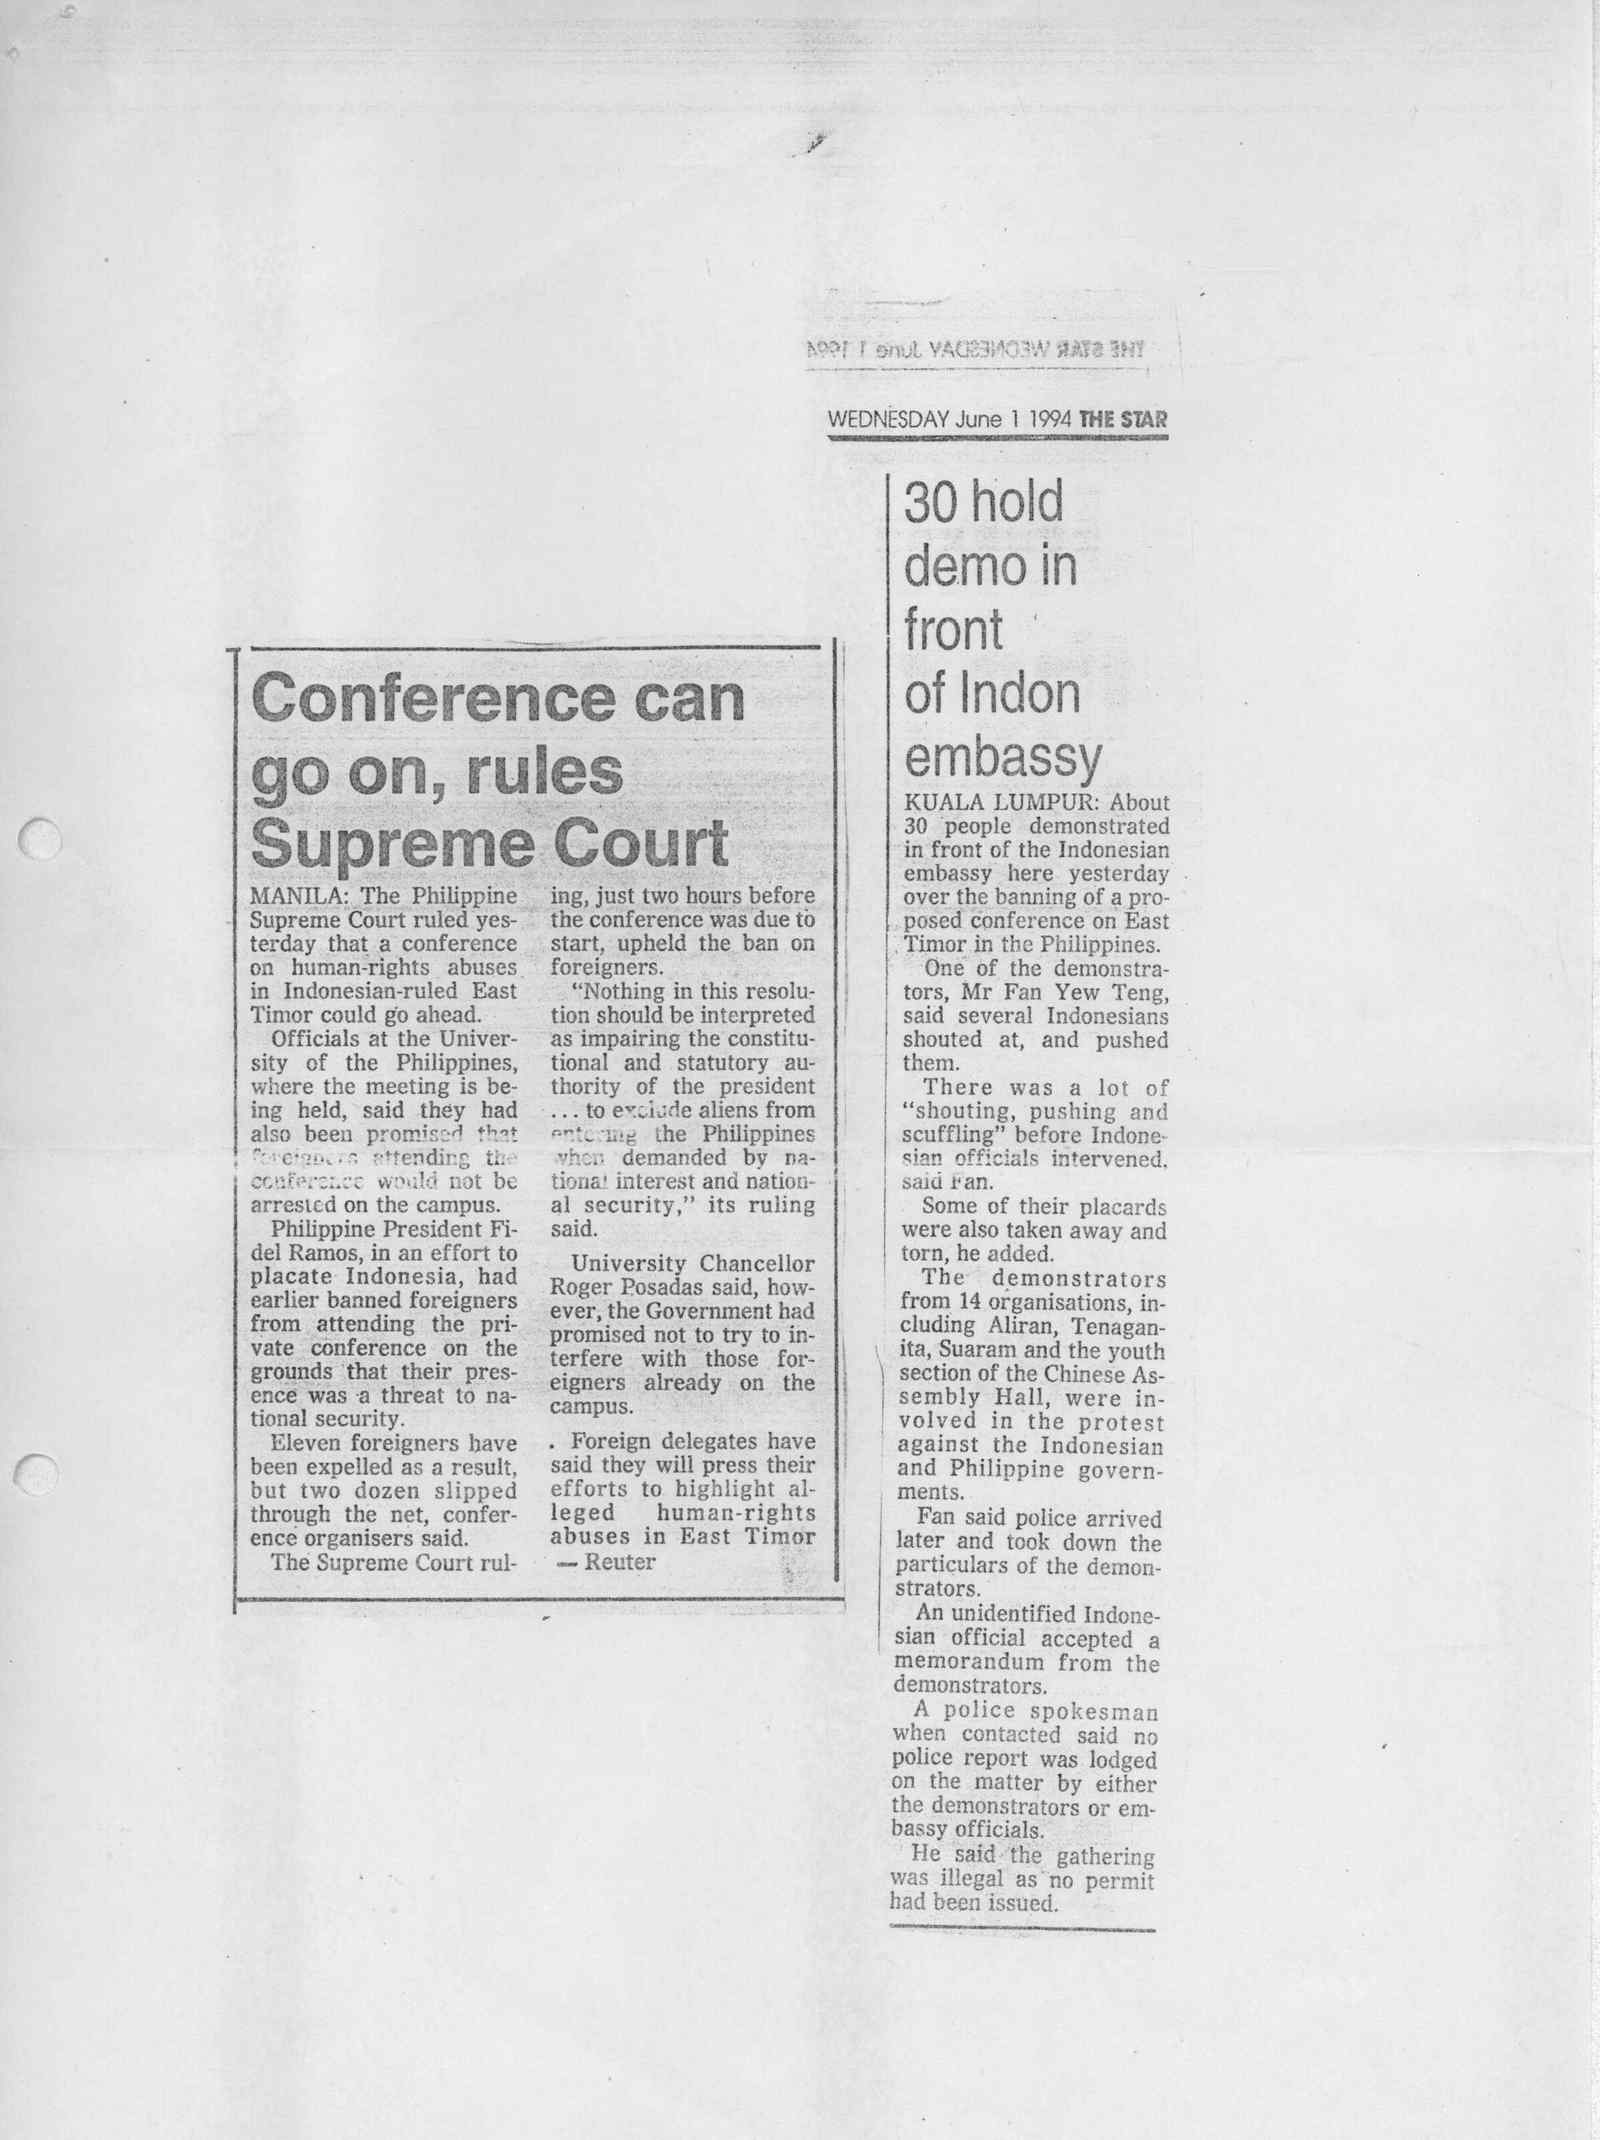 THE STAR WEDNESDAY June 1 1994
WEDNESDAY June 1 1994 THE STAR
Conference can
go on, rules
Supreme Court
MANILA: The Philippine
Supreme Court ruled yes-
terday that a conference
on human-rights abuses
in Indonesian-ruled East
Timor could go ahead.
Officials at the Univer-
sity of the Philippines,
where the meeting is be-
ing held, said they had
also been promised that
foreigners attending the
conference would not be
arrested on the campus.
Philippine President Fi-
del Ramos, in an effort to
placate Indonesia, had
earlier banned foreigners
from attending the pri-
vate conference on the
grounds that their pres-
ence was a threat to na-
tional security.
Eleven foreigners have
been expelled as a result,
but two dozen slipped
through the net, confer-
ence organisers said.
The Supreme Court rul-
ing, just two hours before
the conference was due to
start, upheld the ban on
foreigners.
“Nothing in this resolu-
tion should be interpreted
as impairing the constitu-
tional and statutory au-
thority of the president
... to exclude aliens from
entering the Philippines
when demanded by na-
tional interest and nation-
al security,” its ruling
said.
University Chancellor
Roger Posadas said, how-
ever, the Government had
promised not to try to in-
terfere with those for-
eigners already on the
campus.
Foreign delegates have
said they will press their
efforts to highlight al-
leged human-rights
abuses in East Timor
— Reuter
30 hold
demo in
front
of Indon
embassy
KUALA LUMPUR: About
30 people demonstrated
in front of the Indonesian
embassy here yesterday
over the banning of a pro-
posed conference on East
Timor in the Philippines.
One of the demonstra-
tors, Mr Fan Yew Teng,
said several Indonesians
shouted at, and pushed
them.
There was a lot of
“shouting, pushing and
scuffling” before Indone-
sian officials intervened,
said Fan.
Some of their placards
were also taken away and
torn, he added.
The demonstrators
from 14 organisations, in-
cluding Aliran, Tenagan-
ita, Suaram and the youth
section of the Chinese As-
sembly Hall, were in-
volved in the protest
against the Indonesian
and Philippine govern-
ments.
Fan said police arrived
later and took down the
particulars of the demon-
strators.
An unidentified Indone-
sian official accepted a
memorandum from the
demonstrators.
A police spokesman
when contacted said no
police report was lodged
on the matter by either
the demonstrators or em-
bassy officials.
He said the gathering
was illegal as no permit
had been issued.